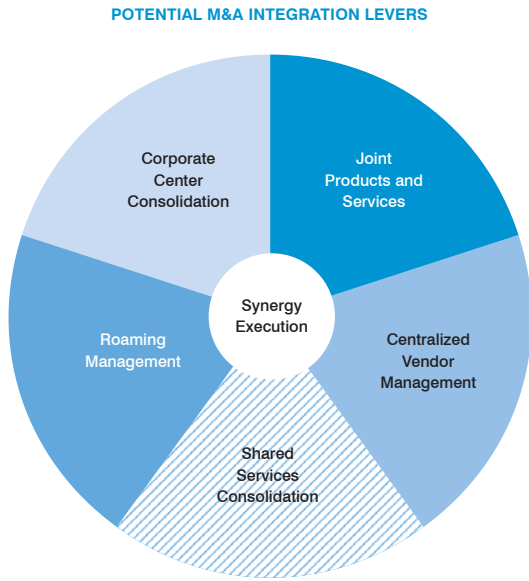 POTENTIAL M&A INTEGRATION LEVERS
Corporate
Center
Consolidation
Joint
Products and
Services
Synergy
Execution
Roaming
Management
Centralized
Vendor
Management
Shared
Services
Consolidation